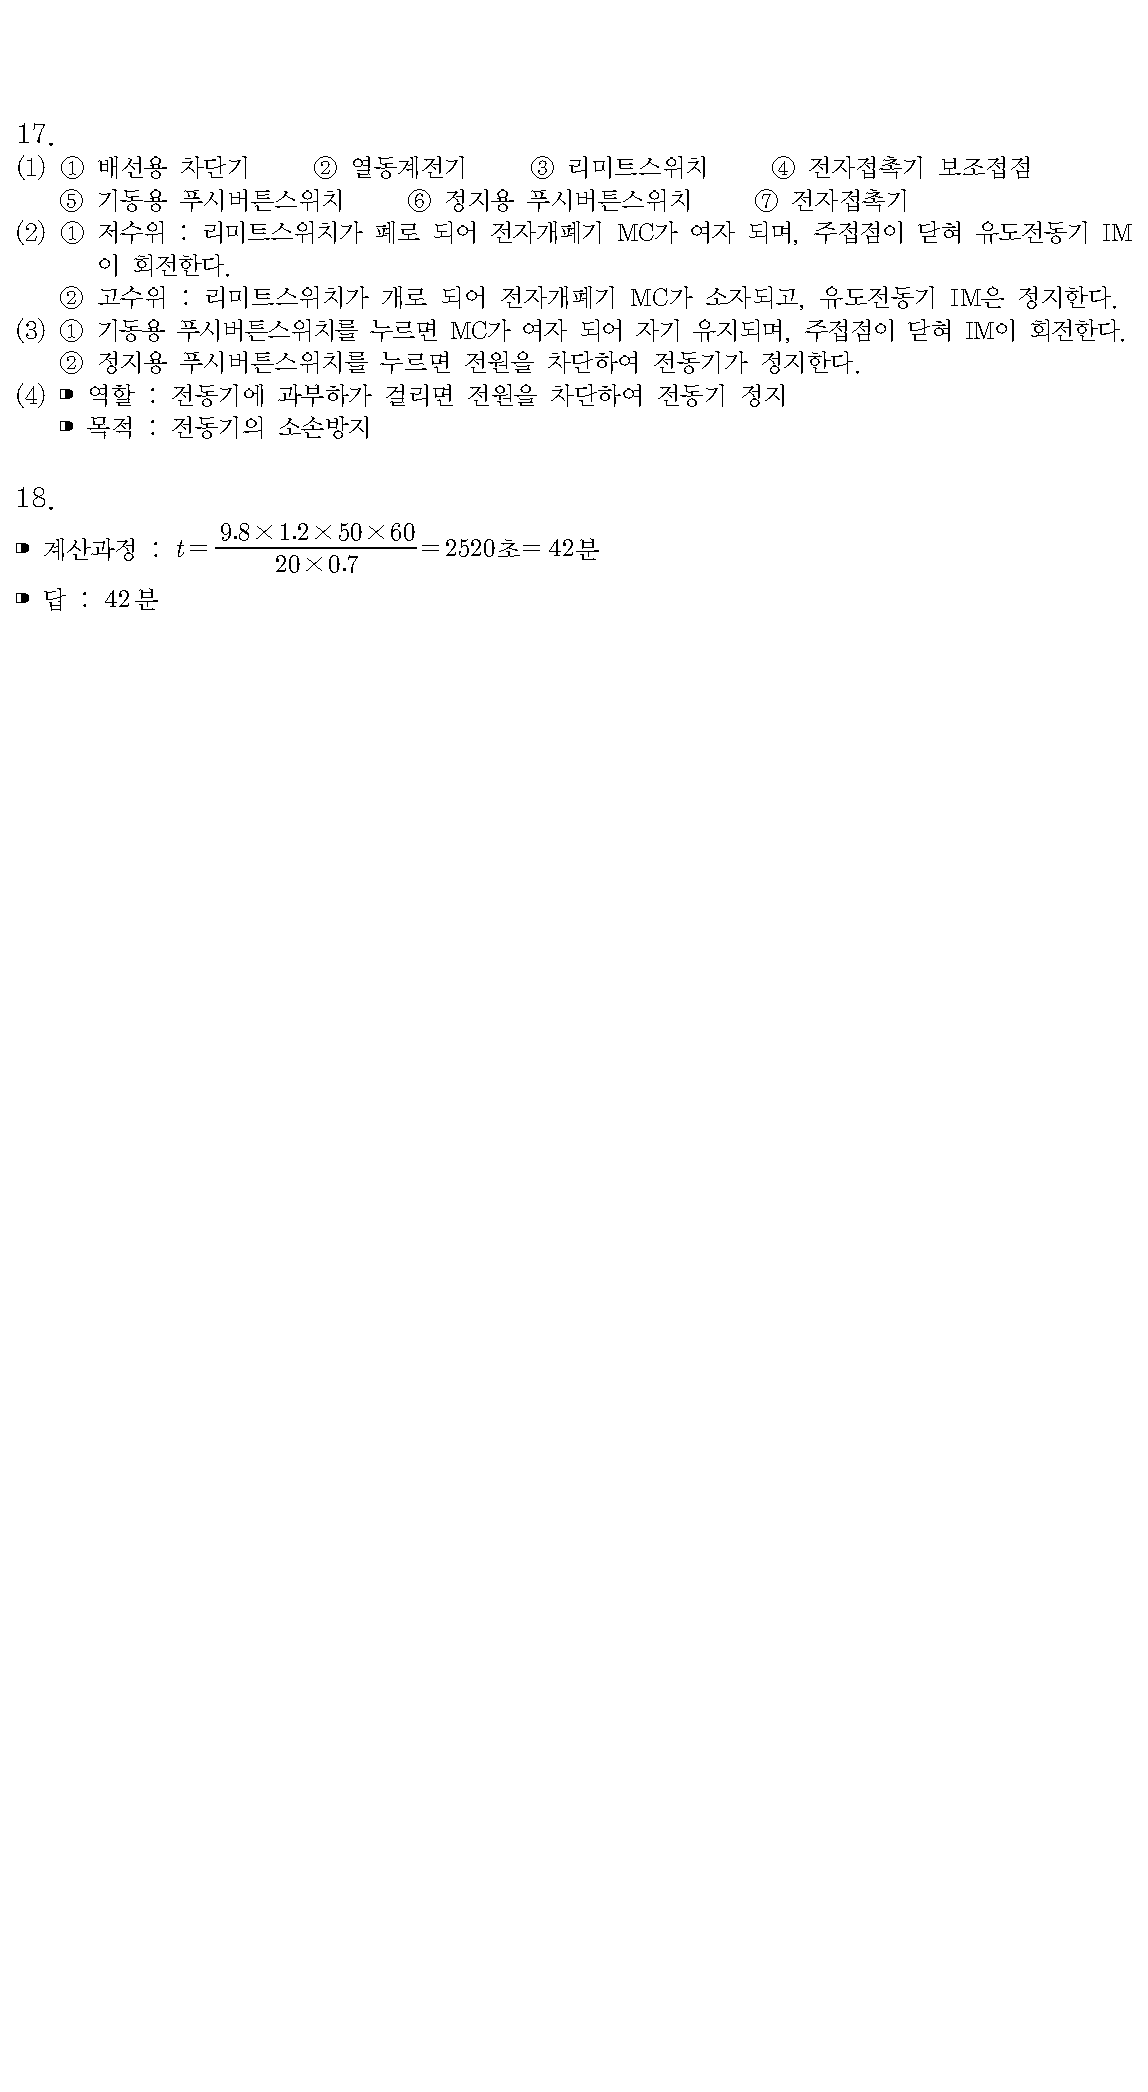 17.
(1) ① 배선용 차단기 ② 열동계전기 ③ 리미트스위치 ④ 전자접촉기 보조접점
⑤ 기동용 푸시버튼스위치 ⑥ 정지용 푸시버튼스위치 ⑦ 전자접촉기
(2) ① 저수위 : 리미트스위치가 폐로 되어 전자개폐기 MC가 여자 되며, 주접점이 닫혀 유도전동기 IM
이 회전한다.
② 고수위 : 리미트스위치가 개로 되어 전자개폐기 MC가 소자되고, 유도전동기 IM은 정지한다.
(3) ① 기동용 푸시버튼스위치를 누르면 MC가 여자 되어 자기 유지되며, 주접점이 닫혀 IM이 회전한다.
② 정지용 푸시버튼스위치를 누르면 전원을 차단하여 전동기가 정지한다.
(4) ➠ 역할 : 전동기에 과부하가 걸리면 전원을 차단하여 전동기 정지
➠ 목적 : 전동기의 소손방지
18.
➠ 계산과정 : t = (9.8×1.2×50×60)/(20×0.7) = 2520초 = 42분
➠ 답 : 42분